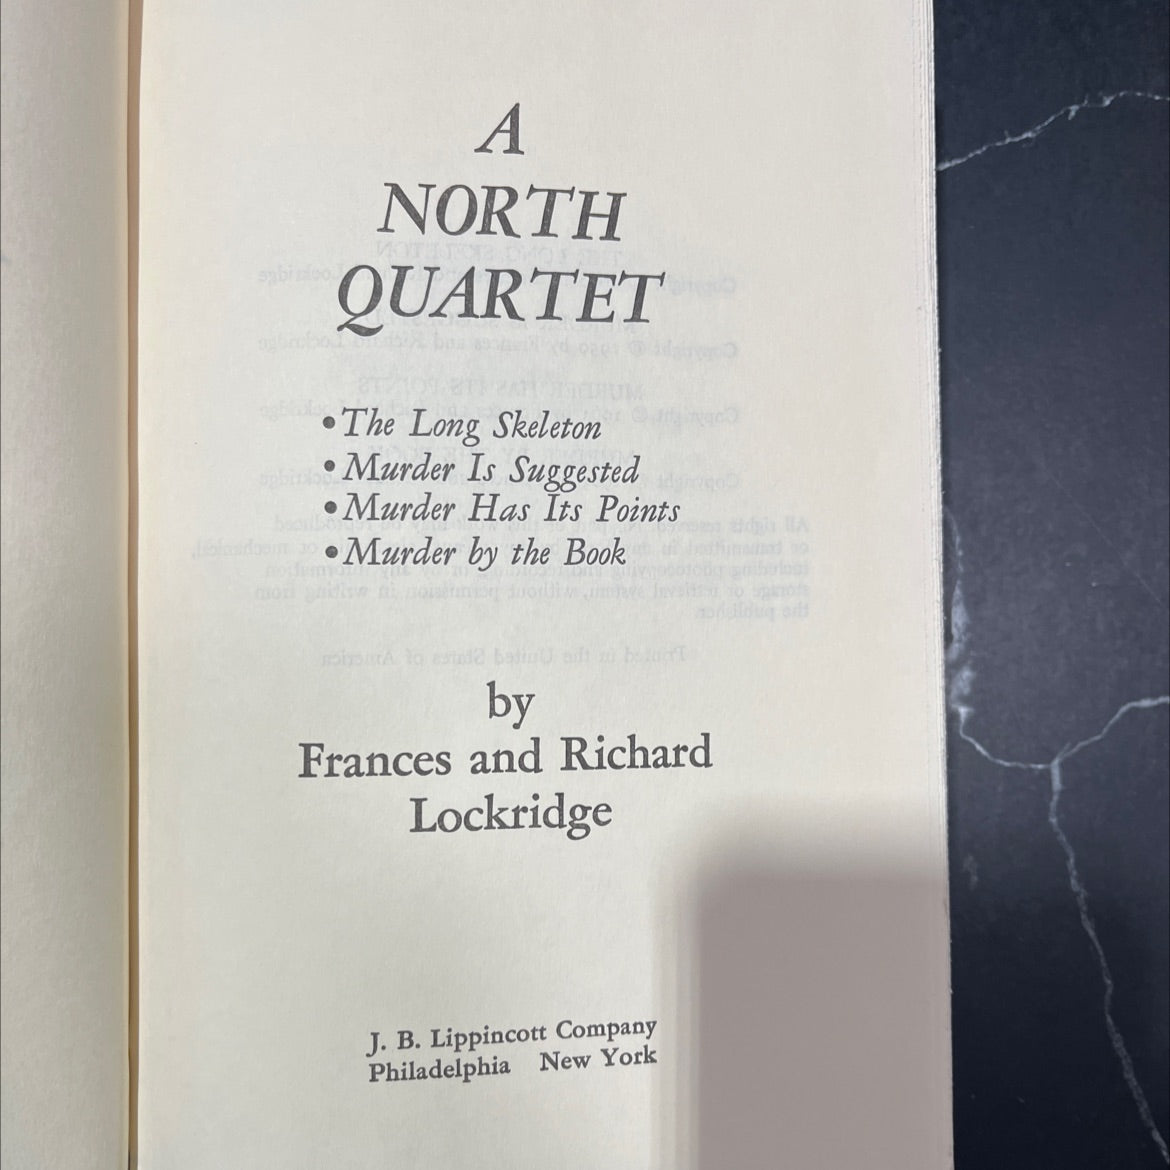 A
NORTH
QUARTET
•The Long Skeleton
•Murder Is Suggested
•Murder Has Its Points
•Murder by the Book
by
Frances and Richard
Lockridge
J. B. Lippincott Company
Philadelphia New York